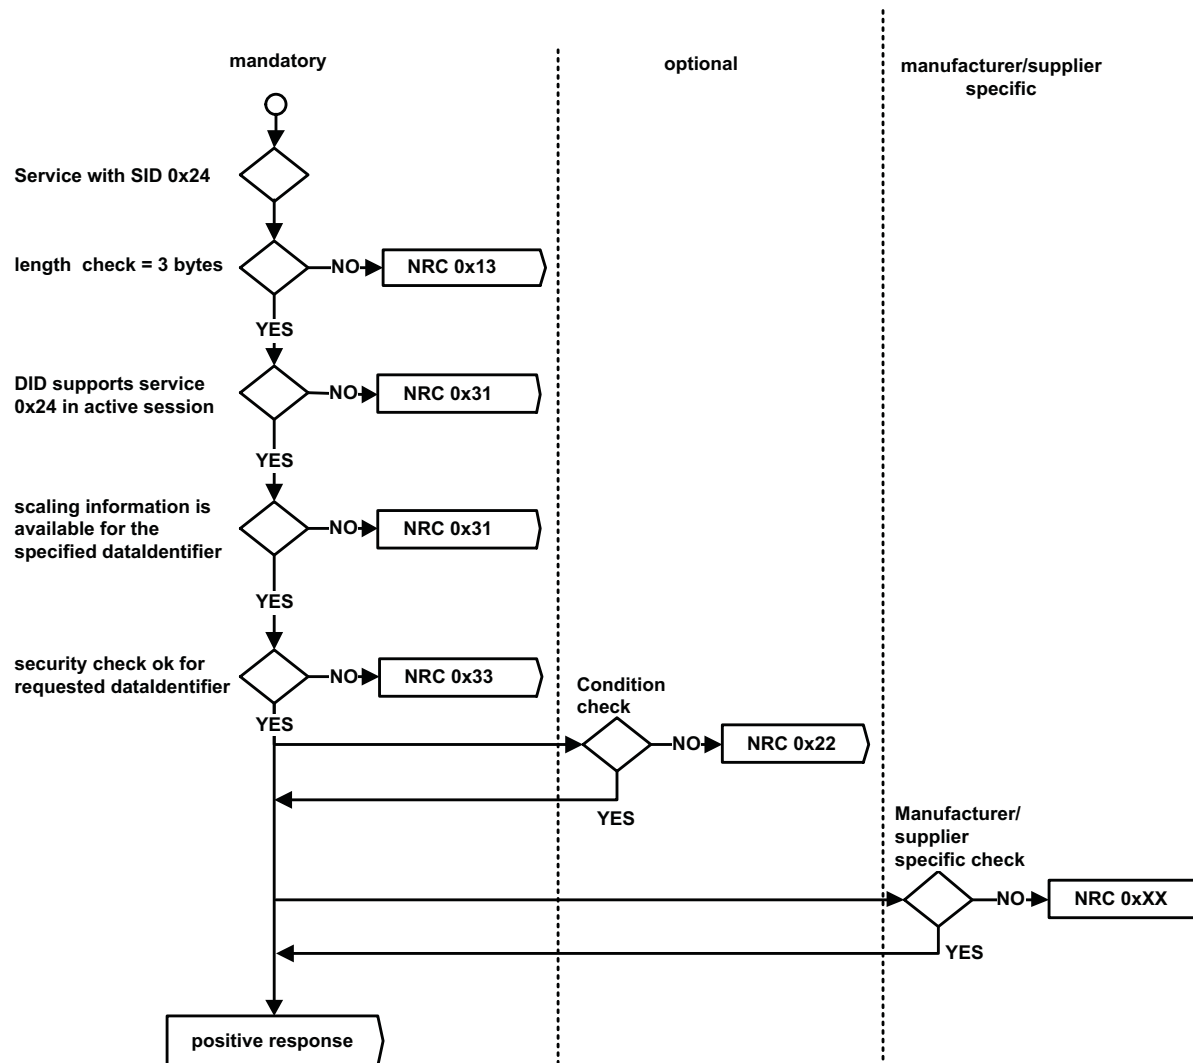 mandatory
optional
manufacturer/supplier
specific
Service with SID 0x24
length check = 3 bytes
NO
NRC 0x13
YES
DID supports service
0x24 in active session
NO
NRC 0x31
YES
scaling information is
available for the
specified dataIdentifier
NO
NRC 0x31
YES
security check ok for
requested dataIdentifier
NO
NRC 0x33
YES
Condition
check
NO
NRC 0x22
YES
Manufacturer/
supplier
specific check
NO
NRC 0xXX
YES
positive response